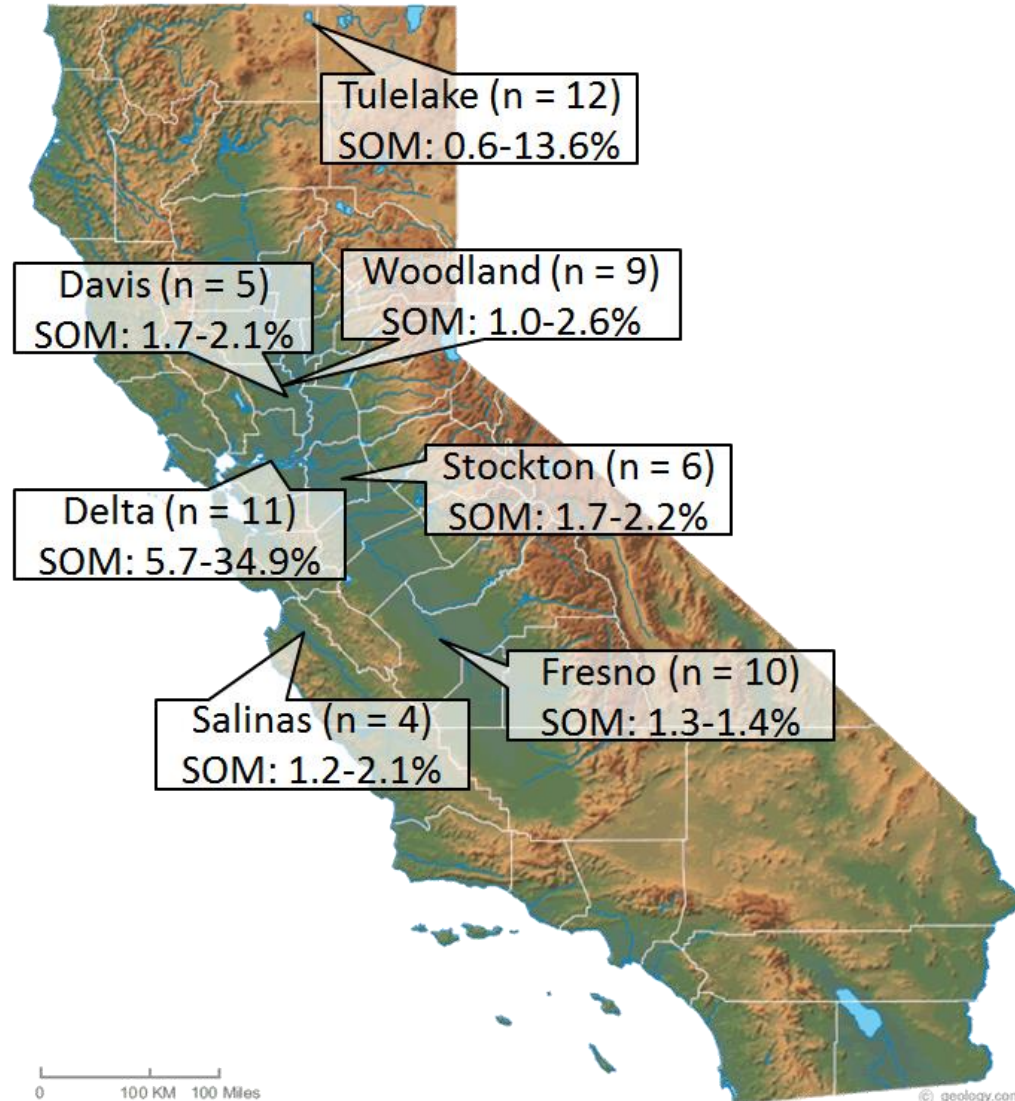 Tulelake (n = 12)
SOM: 0.6-13.6%
Davis (n = 5)
SOM: 1.7-2.1%
Woodland (n = 9)
SOM: 1.0-2.6%
Stockton (n = 6)
SOM: 1.7-2.2%
Delta (n = 11)
SOM: 5.7-34.9%
Fresno (n = 10)
SOM: 1.3-1.4%
Salinas (n = 4)
SOM: 1.2-2.1%
0 100 KM 100 Miles
© geology.com